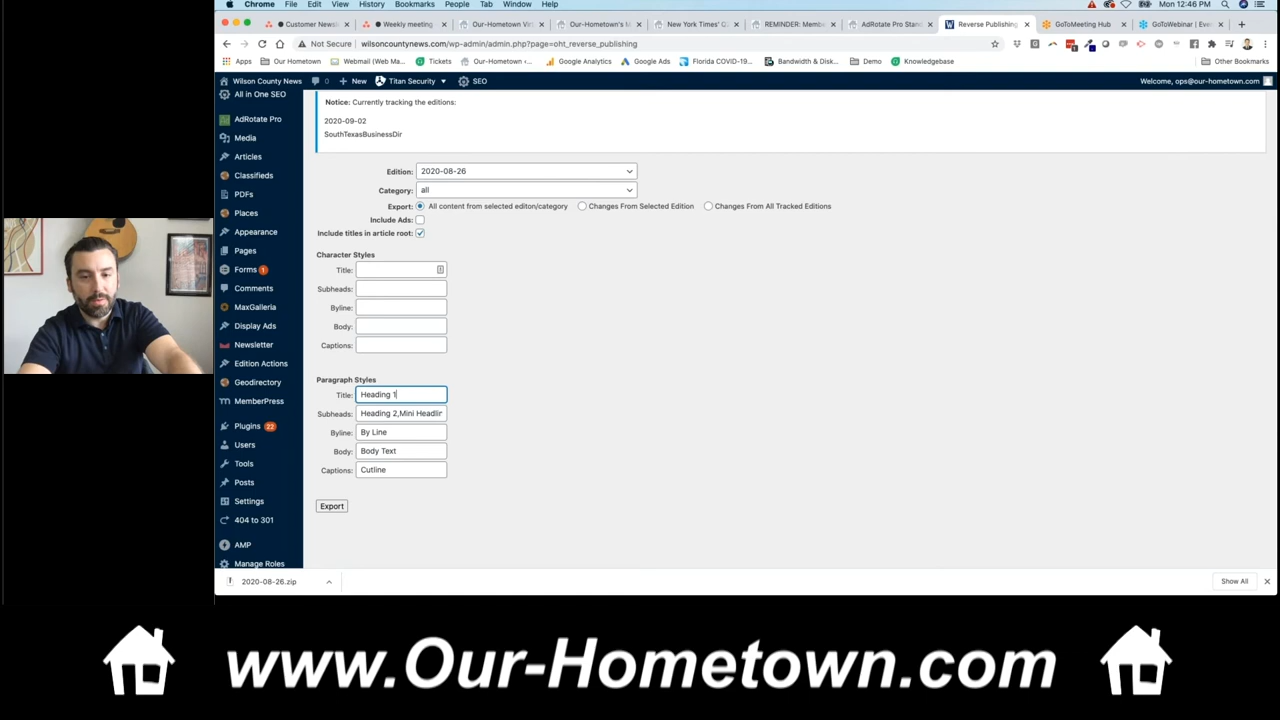 Chrome File Edit View History Bookmarks People Tab Window Help Mon 12:46 PM
Customer News Weekly meeting Our-Hometown Vir Our-Hometown's M New York Times' C REMINDER: Membe AdRotate Pro Stan Reverse Publishing GoToMeeting Hub GoToWebinar | Eve
Not Secure | wilsoncountynews.com/wp-admin/admin.php?page=oht_reverse_publishing
Apps Our Hometown Webmail (Web Ma... Tickets Our-Hometown ‹... Google Analytics Google Ads Florida COVID-19... Bandwidth & Disk... Demo Knowledgebase Other Bookmarks
Wilson County News 0 + New Titan Security SEO Welcome, ops@our-hometown.com
All in One SEO
AdRotate Pro
Media
Articles
Classifieds
PDFs
Places
Appearance
Pages
Forms 1
Comments
MaxGalleria
Display Ads
Newsletter
Edition Actions
Geodirectory
MemberPress
Plugins 22
Users
Tools
Posts
Settings
404 to 301
AMP
Manage Roles
Notice: Currently tracking the editions:
2020-09-02
SouthTexasBusinessDir
Edition: 2020-08-26
Category: all
Export: All content from selected editon/category Changes From Selected Edition Changes From All Tracked Editions
Include Ads:
Include titles in article root:
Character Styles
Title:
Subheads:
Byline:
Body:
Captions:
Paragraph Styles
Title: Heading 1
Subheads: Heading 2,Mini Headlin
Byline: By Line
Body: Body Text
Captions: Cutline
Export
2020-08-26.zip Show All
www.Our-Hometown.com